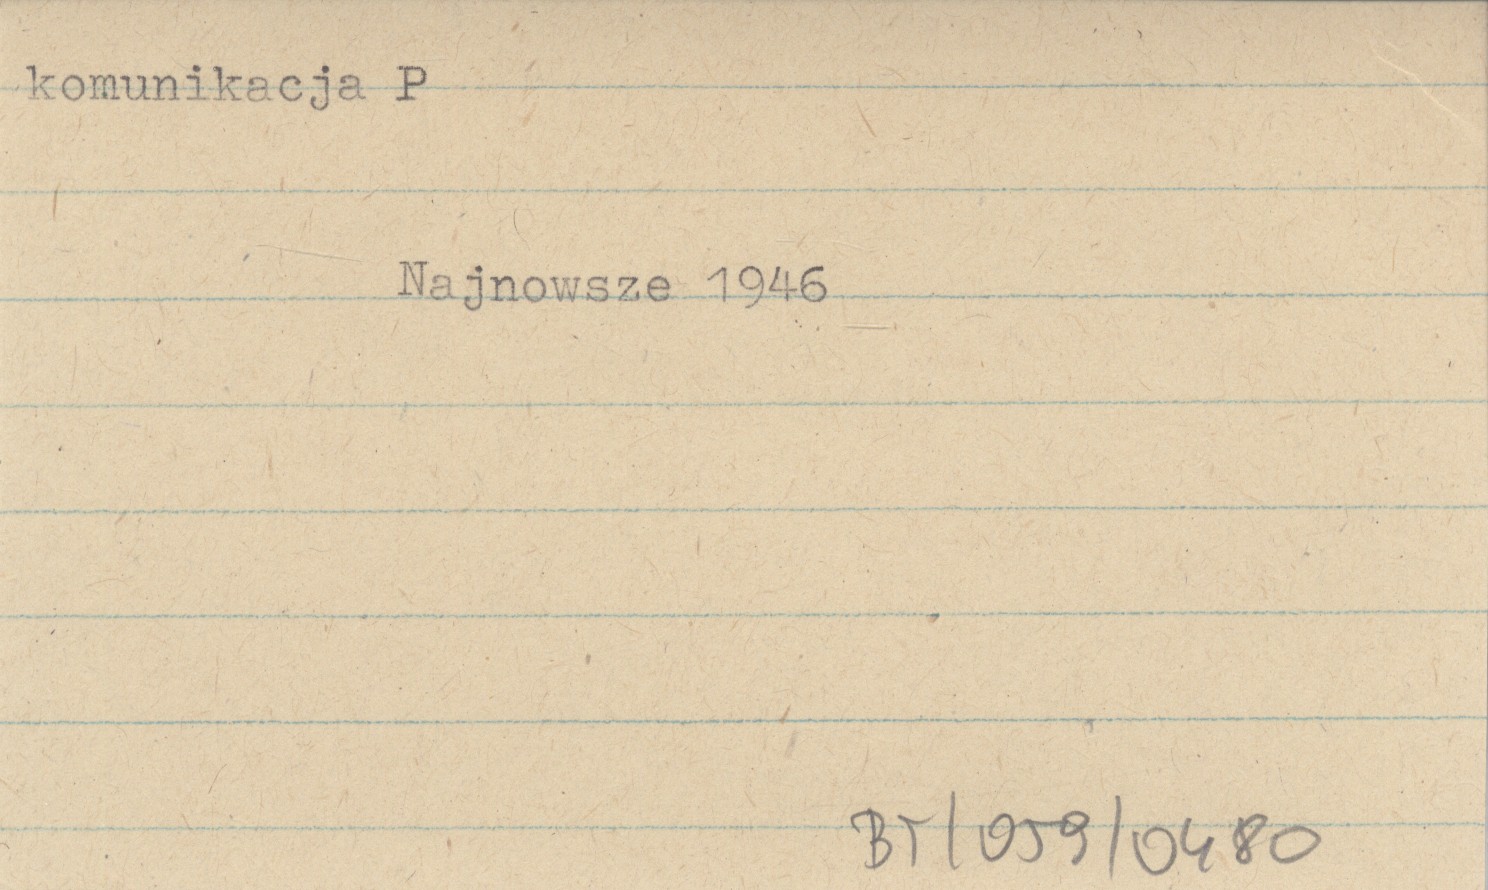 komunikacja P
Najnowsze 1946
BT/059/0480